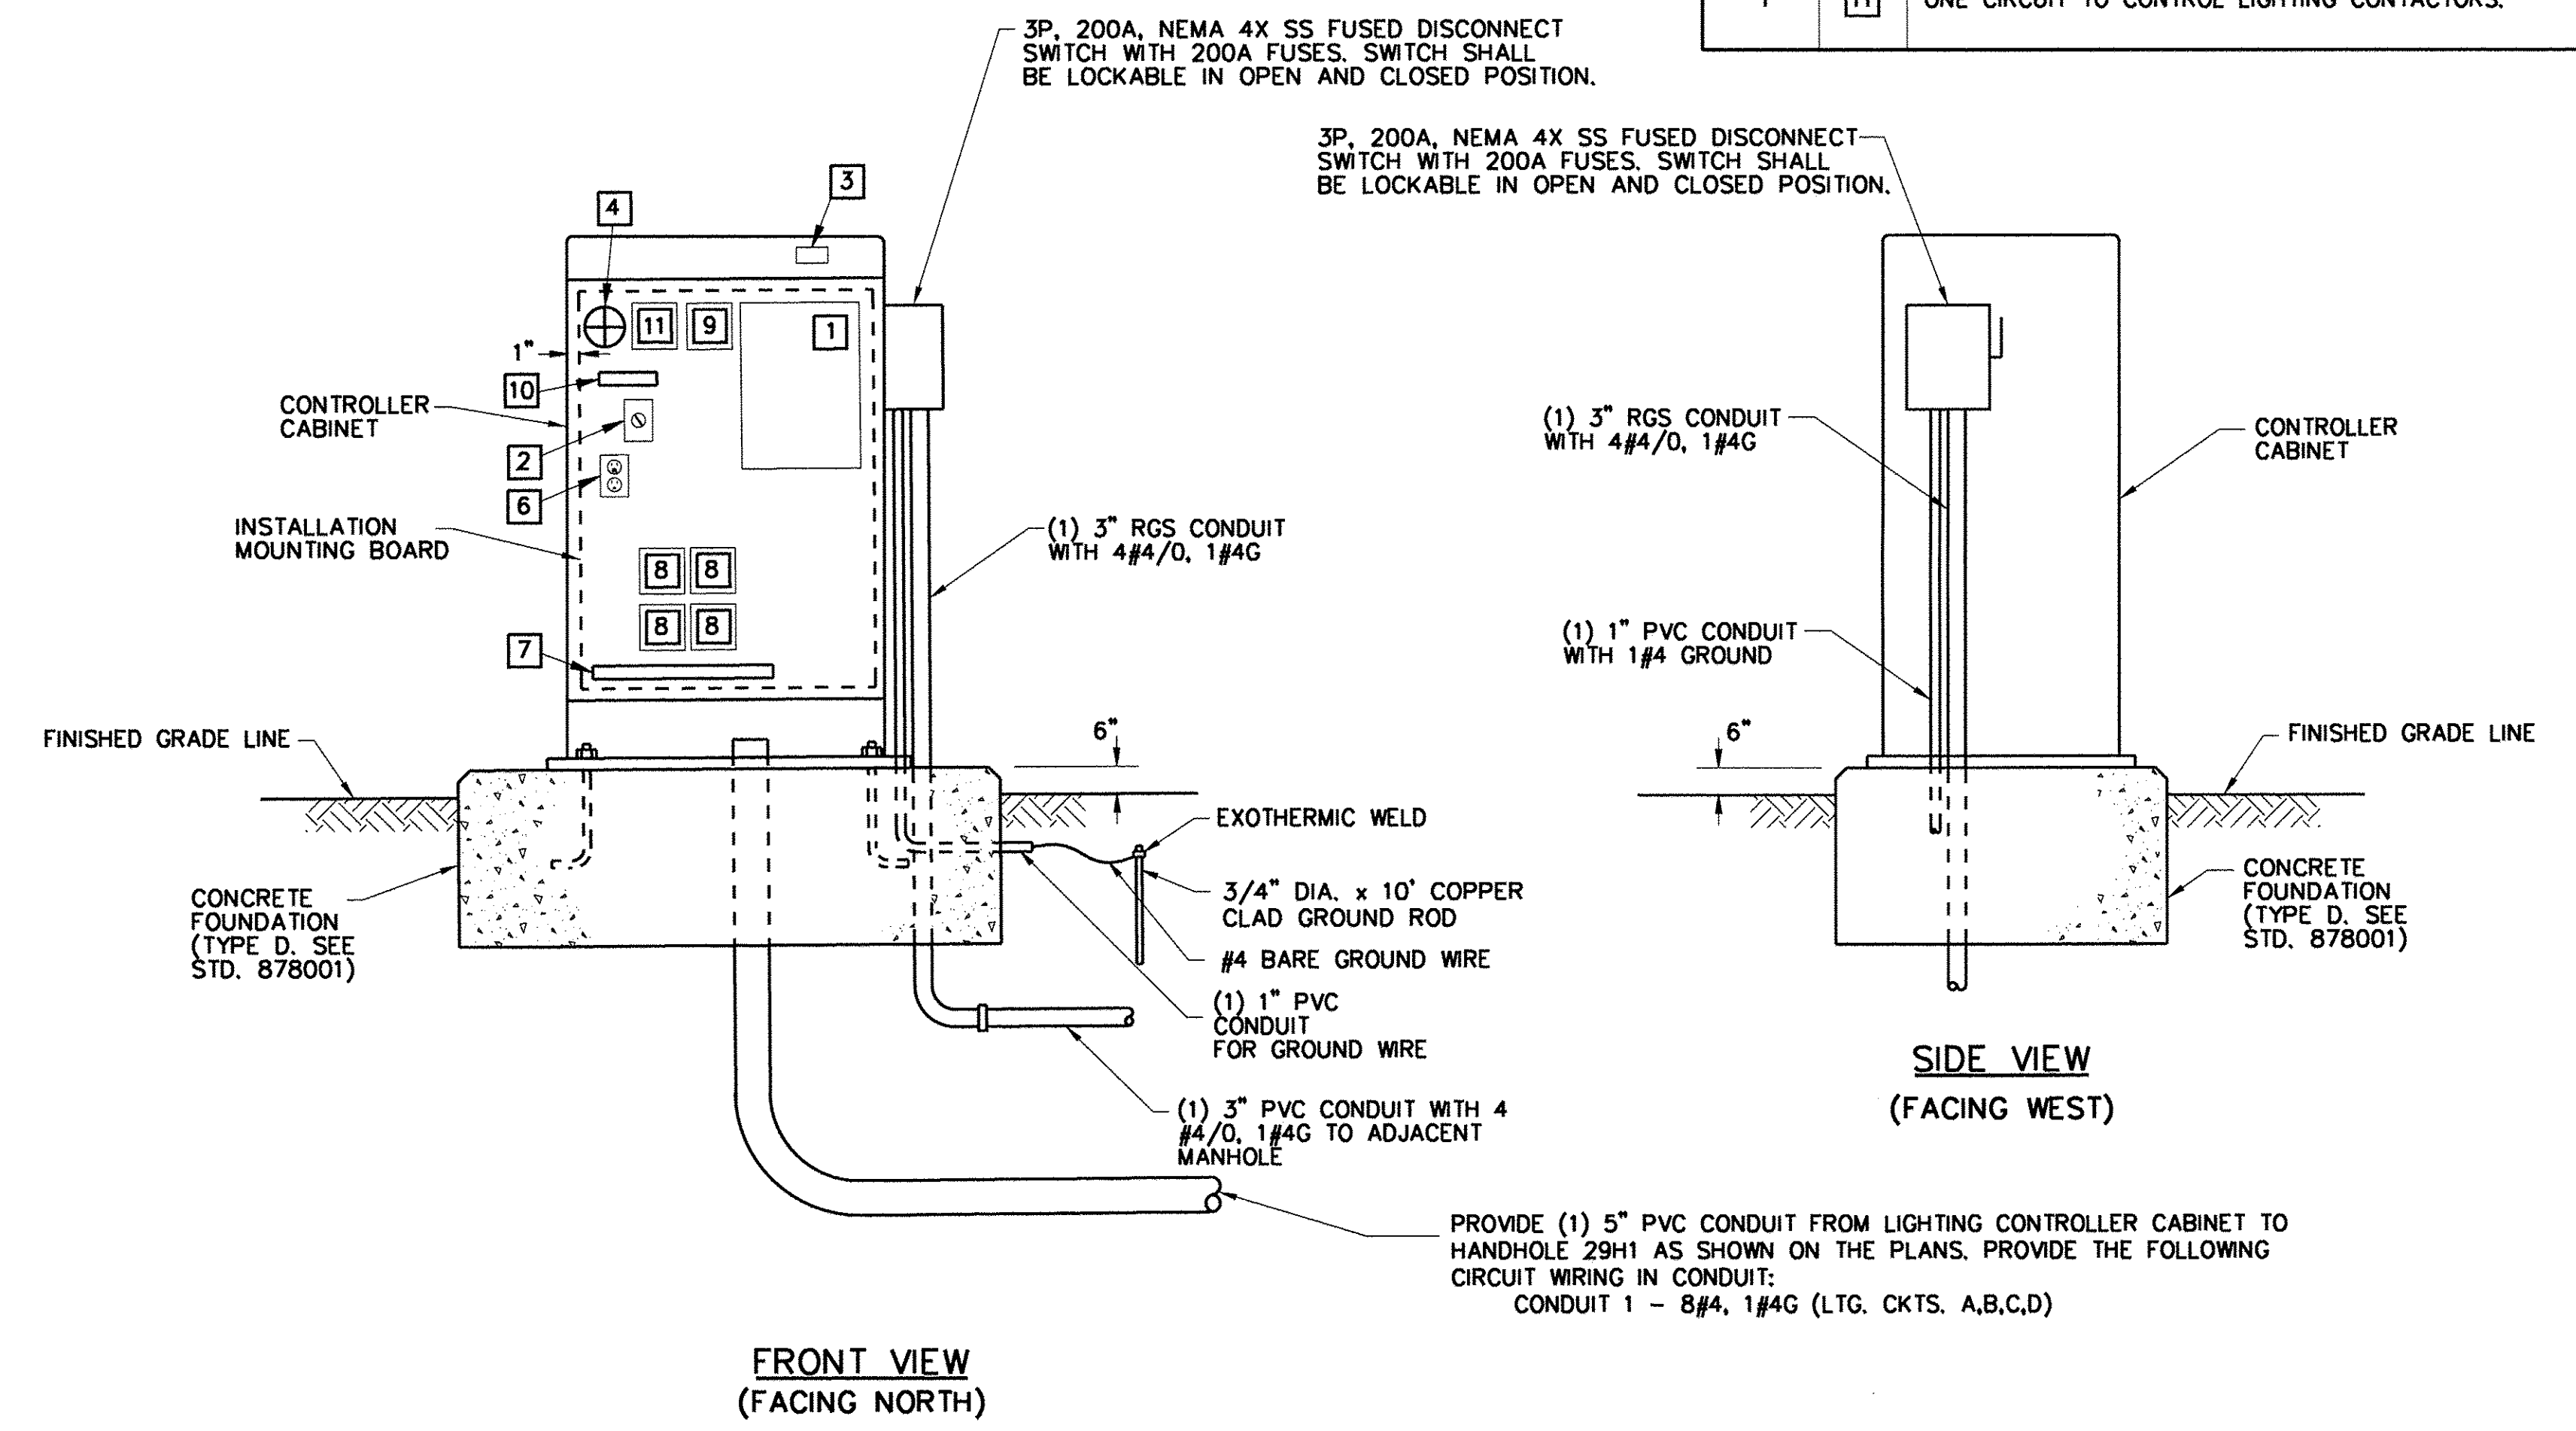 1 11 ONE CIRCUIT TO CONTROL LIGHTING CONTACTORS.
3P, 200A, NEMA 4X SS FUSED DISCONNECT
SWITCH WITH 200A FUSES. SWITCH SHALL
BE LOCKABLE IN OPEN AND CLOSED POSITION.
3P, 200A, NEMA 4X SS FUSED DISCONNECT
SWITCH WITH 200A FUSES. SWITCH SHALL
BE LOCKABLE IN OPEN AND CLOSED POSITION.
3
4
11
9
1
1"
10
CONTROLLER
CABINET
2
6
INSTALLATION
MOUNTING BOARD
8
8
8
8
7
(1) 3" RGS CONDUIT
WITH 4#4/0, 1#4G
FINISHED GRADE LINE
6"
EXOTHERMIC WELD
3/4" DIA. x 10' COPPER
CLAD GROUND ROD
#4 BARE GROUND WIRE
(1) 1" PVC
CONDUIT
FOR GROUND WIRE
CONCRETE
FOUNDATION
(TYPE D. SEE
STD. 878001)
(1) 3" PVC CONDUIT WITH 4
#4/0, 1#4G TO ADJACENT
MANHOLE
PROVIDE (1) 5" PVC CONDUIT FROM LIGHTING CONTROLLER CABINET TO
HANDHOLE 29H1 AS SHOWN ON THE PLANS. PROVIDE THE FOLLOWING
CIRCUIT WIRING IN CONDUIT:
CONDUIT 1 - 8#4, 1#4G (LTG. CKTS. A,B,C,D)
FRONT VIEW
(FACING NORTH)
(1) 3" RGS CONDUIT
WITH 4#4/0, 1#4G
CONTROLLER
CABINET
(1) 1" PVC CONDUIT
WITH 1#4 GROUND
6"
FINISHED GRADE LINE
CONCRETE
FOUNDATION
(TYPE D. SEE
STD. 878001)
SIDE VIEW
(FACING WEST)